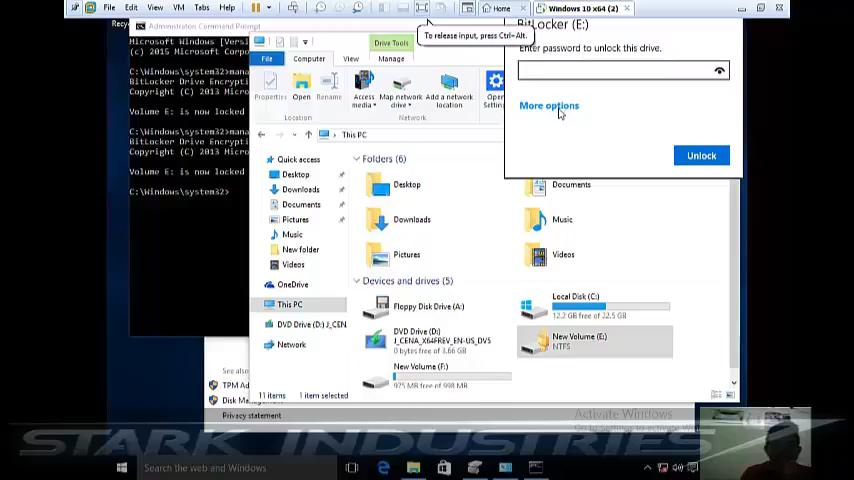 File Edit View VM Tabs Help
Home
Windows 10 x64 (2)
Recy
Administrator: Command Prompt
Microsoft Windows [Vers
(c) 2015 Microsoft Corpor
C:\Windows\system32>mana
BitLocker Drive Encrypti
Copyright (C) 2013 Micro
Volume E: is now locked
C:\Windows\system32>mana
BitLocker Drive Encrypti
Copyright (C) 2013 Micro
Volume E: is now locked
C:\Windows\system32>
To release input, press Ctrl+Alt.
Drive Tools
File
Computer
View
Manage
Properties
Open
Rename
Access media
Map network drive
Add a network location
Open
Setting
Location
Network
This PC
Quick access
Desktop
Downloads
Documents
Pictures
Music
New folder
Videos
OneDrive
This PC
DVD Drive (D:) J_CEN
Network
Folders (6)
Desktop
Documents
Downloads
Music
Pictures
Videos
Devices and drives (5)
Floppy Disk Drive (A:)
Local Disk (C:)
12.2 GB free of 22.5 GB
DVD Drive (D:)
J_CENA_X64FREV_EN-US_DV5
0 bytes free of 3.66 GB
New Volume (E:)
NTFS
New Volume (F:)
975 MB free of 998 MB
11 items
1 item selected
BitLocker (E:)
Enter password to unlock this drive.
More options
Unlock
See also
TPM Ad
Disk Ma
Privacy statement
Activate Windows
Go to Settings to activate
STARK INDUSTRIES
Search the web and Windows